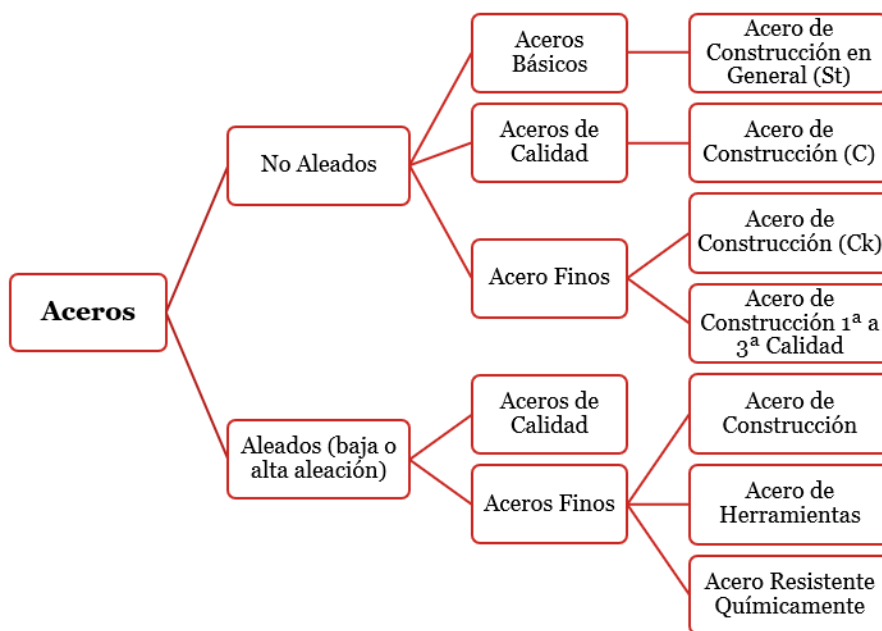 Aceros
No Aleados
Aceros
Básicos
Acero de
Construcción en
General (St)
Aceros de
Calidad
Acero de
Construcción (C)
Acero Finos
Acero de
Construcción (Ck)
Acero de
Construcción 1ª a
3ª Calidad
Aleados (baja o
alta aleación)
Aceros de
Calidad
Aceros Finos
Acero de
Construcción
Acero de
Herramientas
Acero Resistente
Químicamente